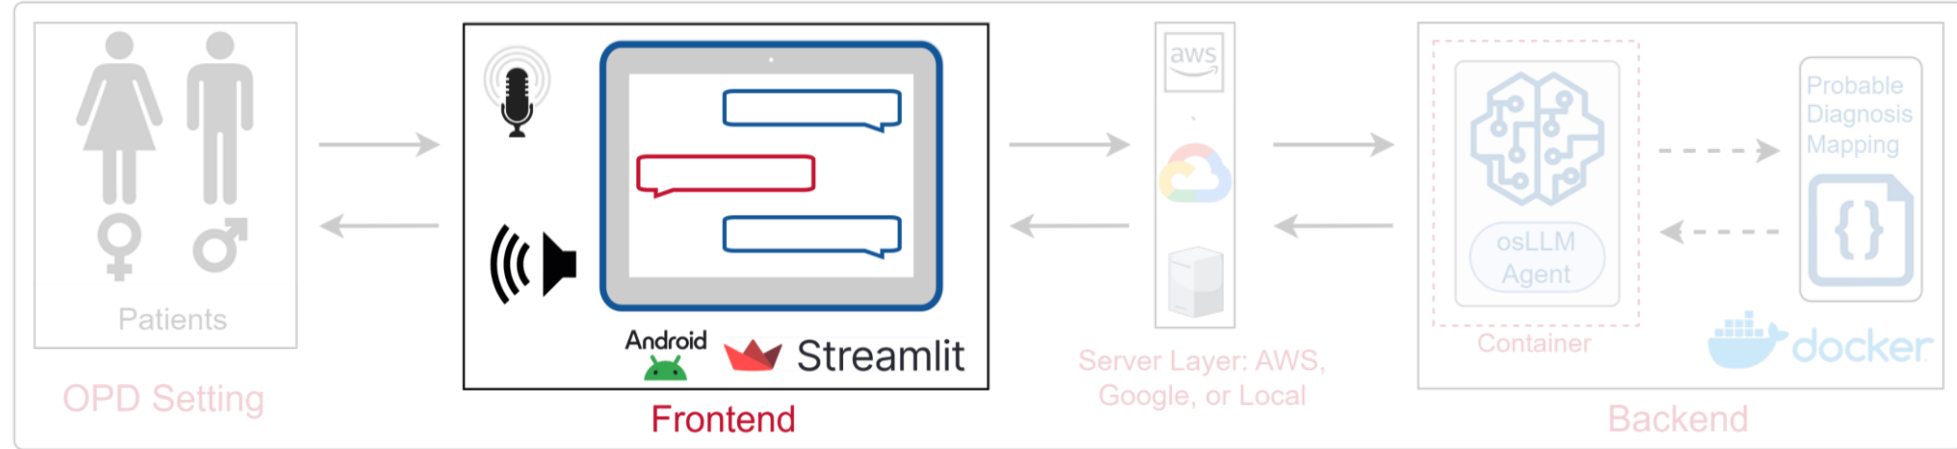 Patients
OPD Setting
Android
Streamlit
Frontend
aws
Server Layer: AWS,
Google, or Local
osLLM
Agent
Container
Probable
Diagnosis
Mapping
{}
docker
Backend